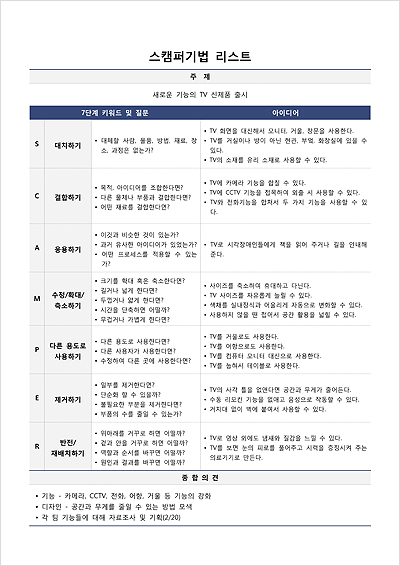 스캠퍼기법 리스트
주 제
새로운 기능의 TV 신제품 출시
7단계 키워드 및 질문 아이디어
S 대치하기
• 대체할 사람, 물품, 방법, 재료, 장
소, 과정은 없는가?
• TV 화면을 대신해서 모니터, 거울, 창문을 사용한다.
• TV를 거실이나 방이 아닌 현관, 부엌, 화장실에 있을 수
있다.
• TV의 소재를 유리 소재로 사용할 수 있다.
C 결합하기
• 목적, 아이디어를 조합한다면?
• 다른 물체나 부품과 결합한다면?
• 어떤 재료를 결합한다면?
• TV에 카메라 기능을 합칠 수 있다.
• TV에 CCTV 기능을 접목하여 외출 시 사용할 수 있다.
• TV와 전화기능을 합쳐서 두 가지 기능을 사용할 수 있
다.
A 응용하기
• 이것과 비슷한 것이 있는가?
• 과거 유사한 아이디어가 있었는가?
• 어떤 프로세스를 적용할 수 있는
가?
• TV로 시각장애인들에게 책을 읽어 주거나 길을 안내해
준다.
M 수정/확대/
축소하기
• 크기를 확대 혹은 축소한다면?
• 길거나 넓게 한다면?
• 두껍거나 얇게 한다면?
• 시간을 단축하면 어떨까?
• 무겁거나 가볍게 한다면?
• 사이즈를 축소하여 휴대하고 다닌다.
• TV 사이즈를 자유롭게 늘릴 수 있다.
• 색채를 실내장식과 어울리게 자동으로 변화할 수 있다.
• 사용하지 않을 땐 접어서 공간 활용을 넓힐 수 있다.
P 다른 용도로
사용하기
• 다른 용도로 사용한다면?
• 다른 사용자가 사용한다면?
• 수정하여 다른 곳에 사용한다면?
• TV를 거울로도 사용한다.
• TV를 어항으로도 사용한다.
• TV를 컴퓨터 모니터 대신으로 사용한다.
• TV를 눕혀서 테이블로 사용한다.
E 제거하기
• 일부를 제거한다면?
• 단순화 할 수 있을까?
• 불필요한 부분을 제거한다면?
• 부품의 수를 줄일 수 있는가?
• TV의 사각 틀을 없앤다면 공간과 무게가 줄어든다.
• 수동 리모컨 기능을 없애고 음성으로 작동할 수 있다.
• 거치대 없이 벽에 붙여서 사용할 수 있다.
R 반전/
재배치하기
• 위아래를 거꾸로 하면 어떨까?
• 겉과 안을 거꾸로 하면 어떨까?
• 역할과 순서를 바꾸면 어떨까?
• 원인과 결과를 바꾸면 어떨까?
• TV로 영상 외에도 냄새와 질감을 느낄 수 있다.
• TV를 보면 눈의 피로를 풀어주고 시력을 증정시켜 주는
의료기기로 만든다.
종 합 의 견
• 기능 - 카메라, CCTV, 전화, 어항, 거울 등 기능의 강화
• 디자인 - 공간과 무게를 줄일 수 있는 방법 모색
• 각 팀 기능들에 대해 자료조사 및 기획(2/20)